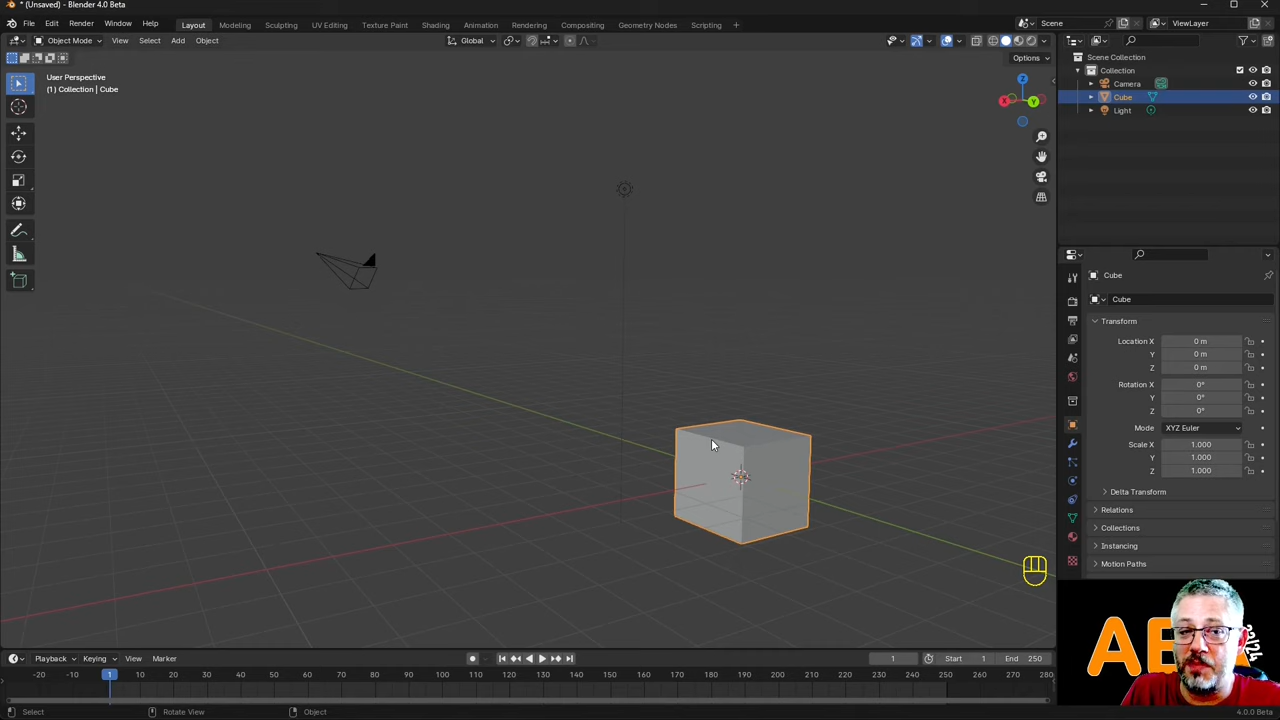 * (Unsaved) - Blender 4.0 Beta
File Edit Render Window Help Layout Modeling Sculpting UV Editing Texture Paint Shading Animation Rendering Compositing Geometry Nodes Scripting + Scene ViewLayer
Object Mode View Select Add Object Global
Options
User Perspective
(1) Collection | Cube
X Y Z
Scene Collection
Collection
Camera
Cube
Light
Cube
Cube
Transform
Location X 0 m
Y 0 m
Z 0 m
Rotation X 0°
Y 0°
Z 0°
Mode XYZ Euler
Scale X 1.000
Y 1.000
Z 1.000
Delta Transform
Relations
Collections
Instancing
Motion Paths
Playback Keying View Marker 1 Start 1 End 250
-20 -10 1 10 20 30 40 50 60 70 80 90 100 110 120 130 140 150 160 170 180 190 200 210 220 230 240 250 260 270 280
Select Rotate View Object 4.0.0 Beta